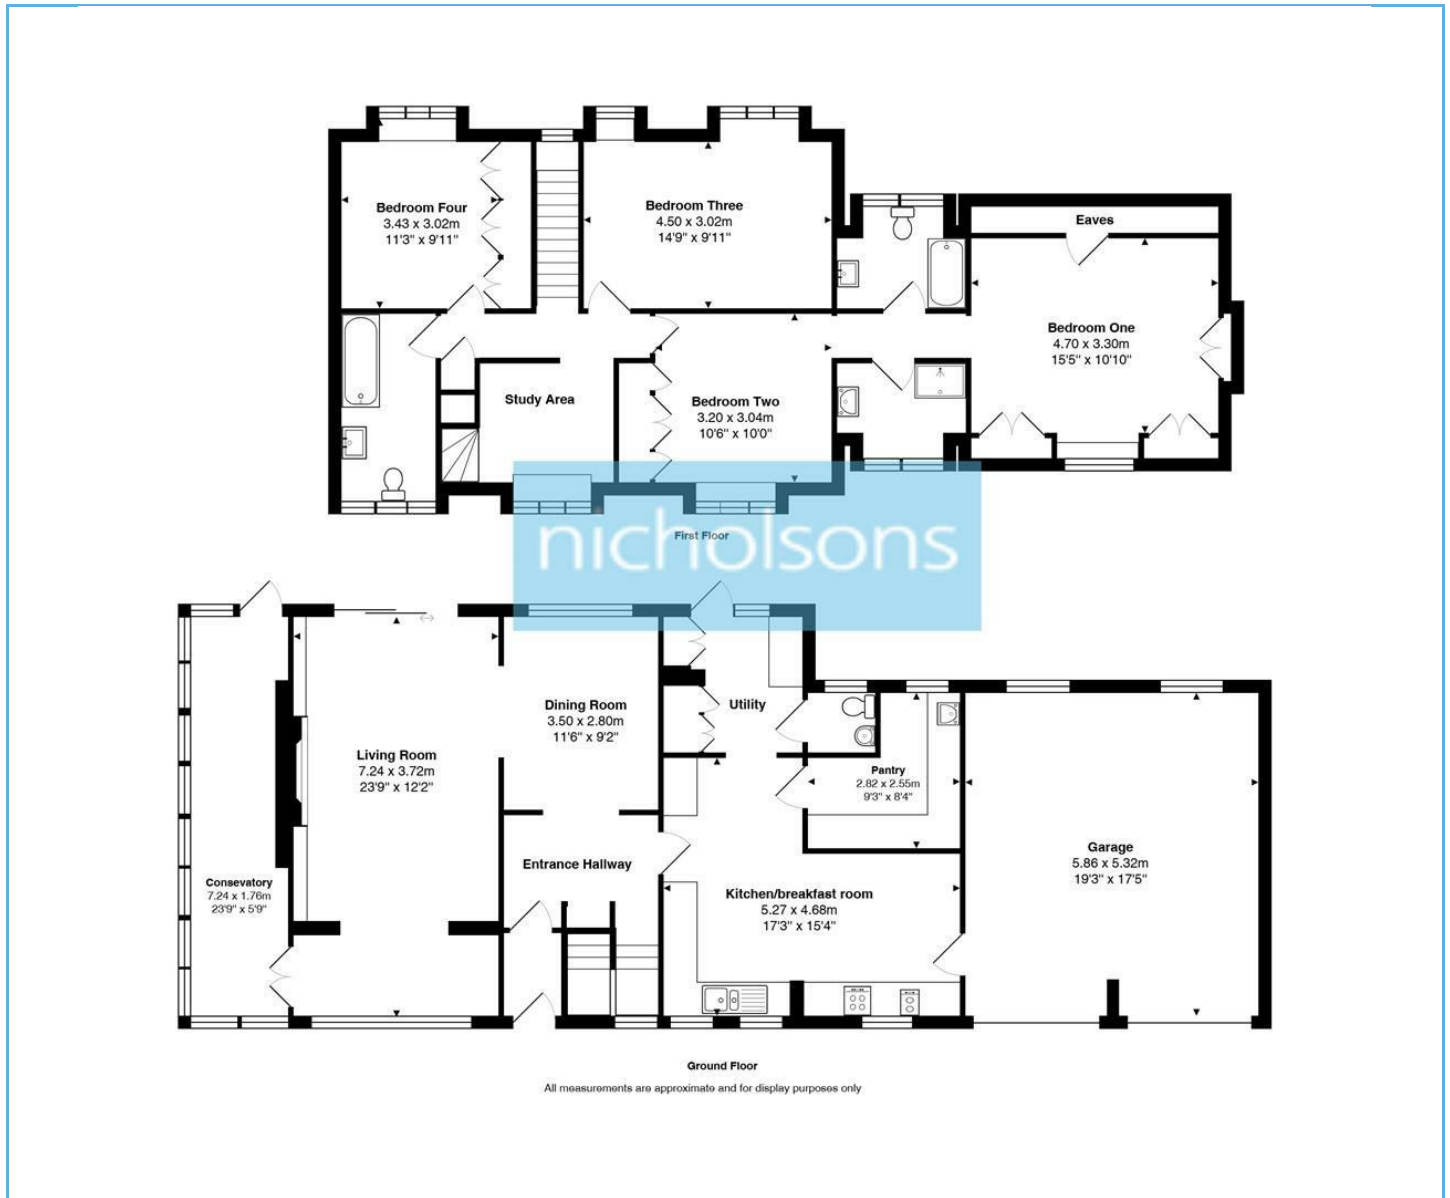 Bedroom Four
3.43 x 3.02m
11'3" x 9'11"
Bedroom Three
4.50 x 3.02m
14'9" x 9'11"
Eaves
Bedroom One
4.70 x 3.30m
15'5" x 10'10"
Study Area
Bedroom Two
3.20 x 3.04m
10'6" x 10'0"
First Floor
nicholsons
Dining Room
3.50 x 2.80m
11'6" x 9'2"
Utility
Living Room
7.24 x 3.72m
23'9" x 12'2"
Pantry
2.82 x 2.55m
9'3" x 8'4"
Garage
5.86 x 5.32m
19'3" x 17'5"
Entrance Hallway
Consevatory
7.24 x 1.76m
23'9" x 5'9"
Kitchen/breakfast room
5.27 x 4.68m
17'3" x 15'4"
Ground Floor
All measurements are approximate and for display purposes only